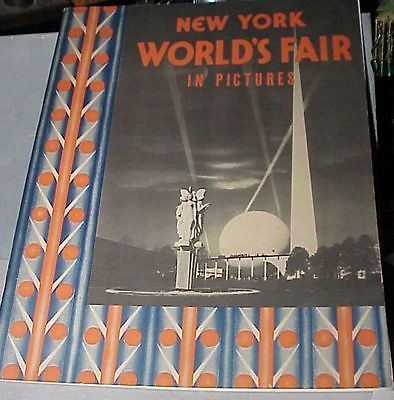 NEW YORK
WORLD'S FAIR
IN PICTURES